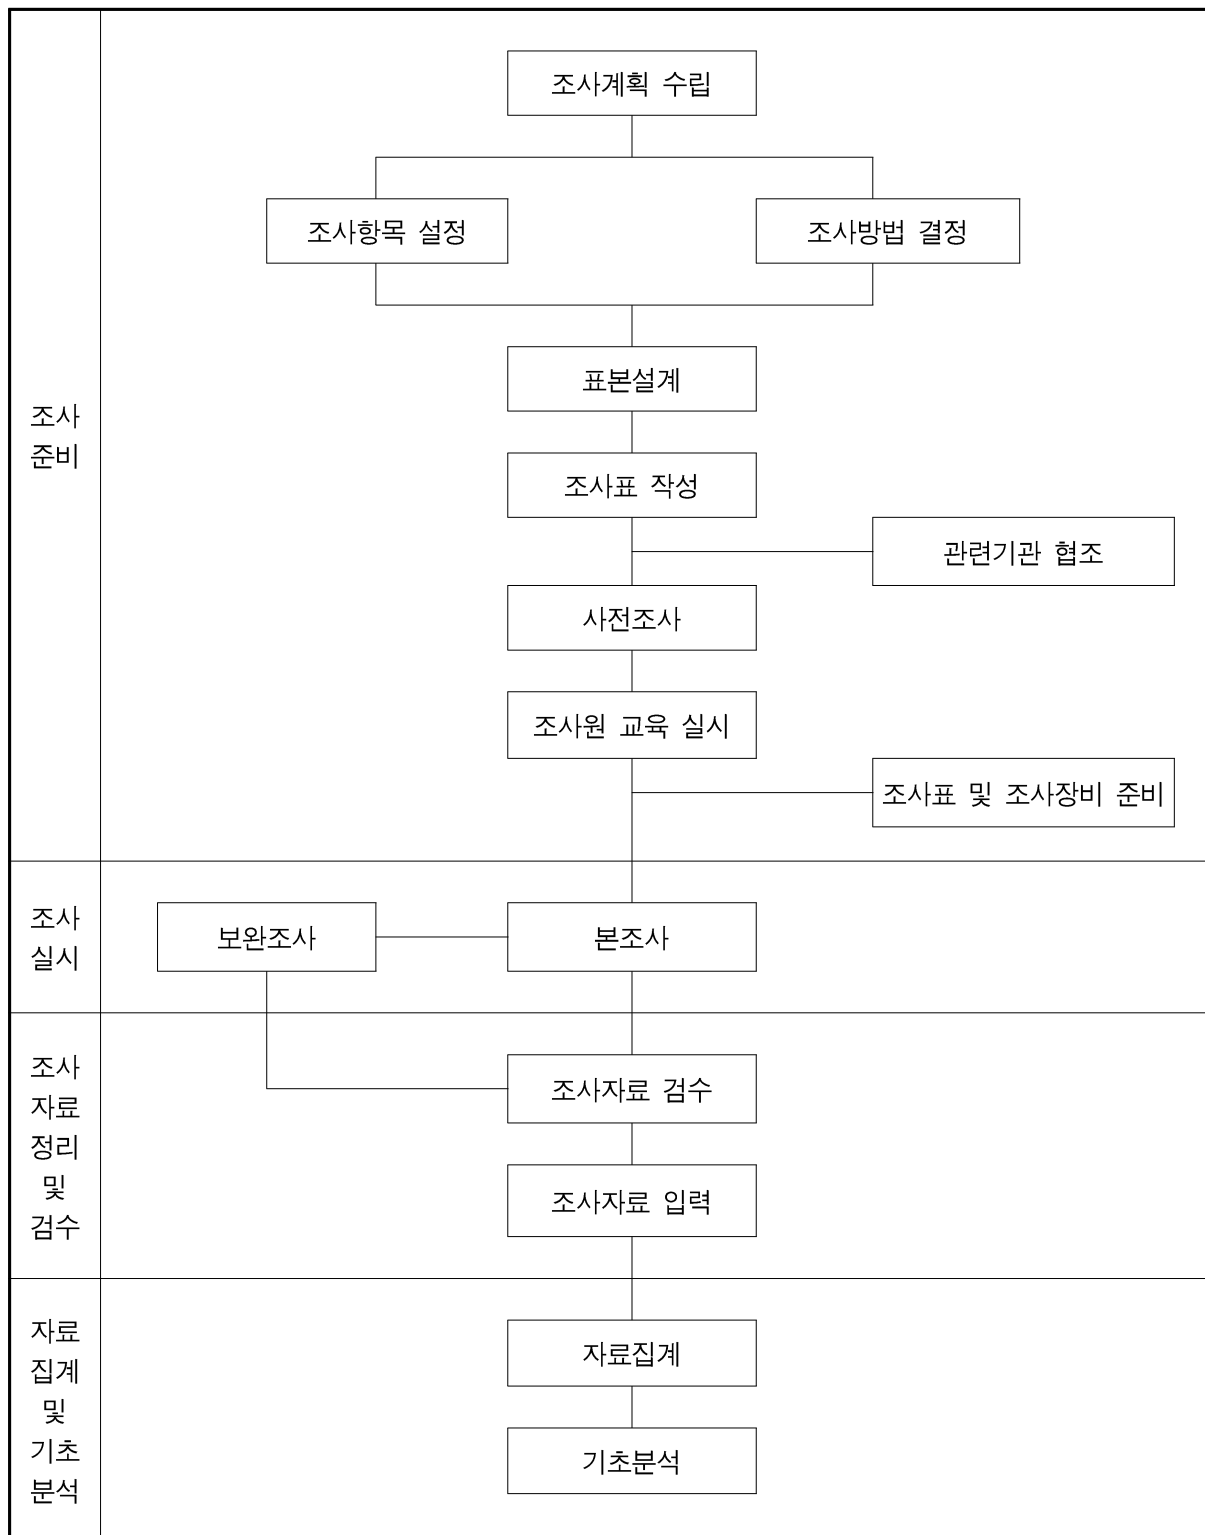 조사계획 수립
조사항목 설정
조사방법 결정
표본설계
조사
준비
조사표 작성
관련기관 협조
사전조사
조사원 교육 실시
조사표 및 조사장비 준비
조사
실시
보완조사
본조사
조사
자료
정리
및
검수
조사자료 검수
조사자료 입력
자료
집계
및
기초
분석
자료집계
기초분석